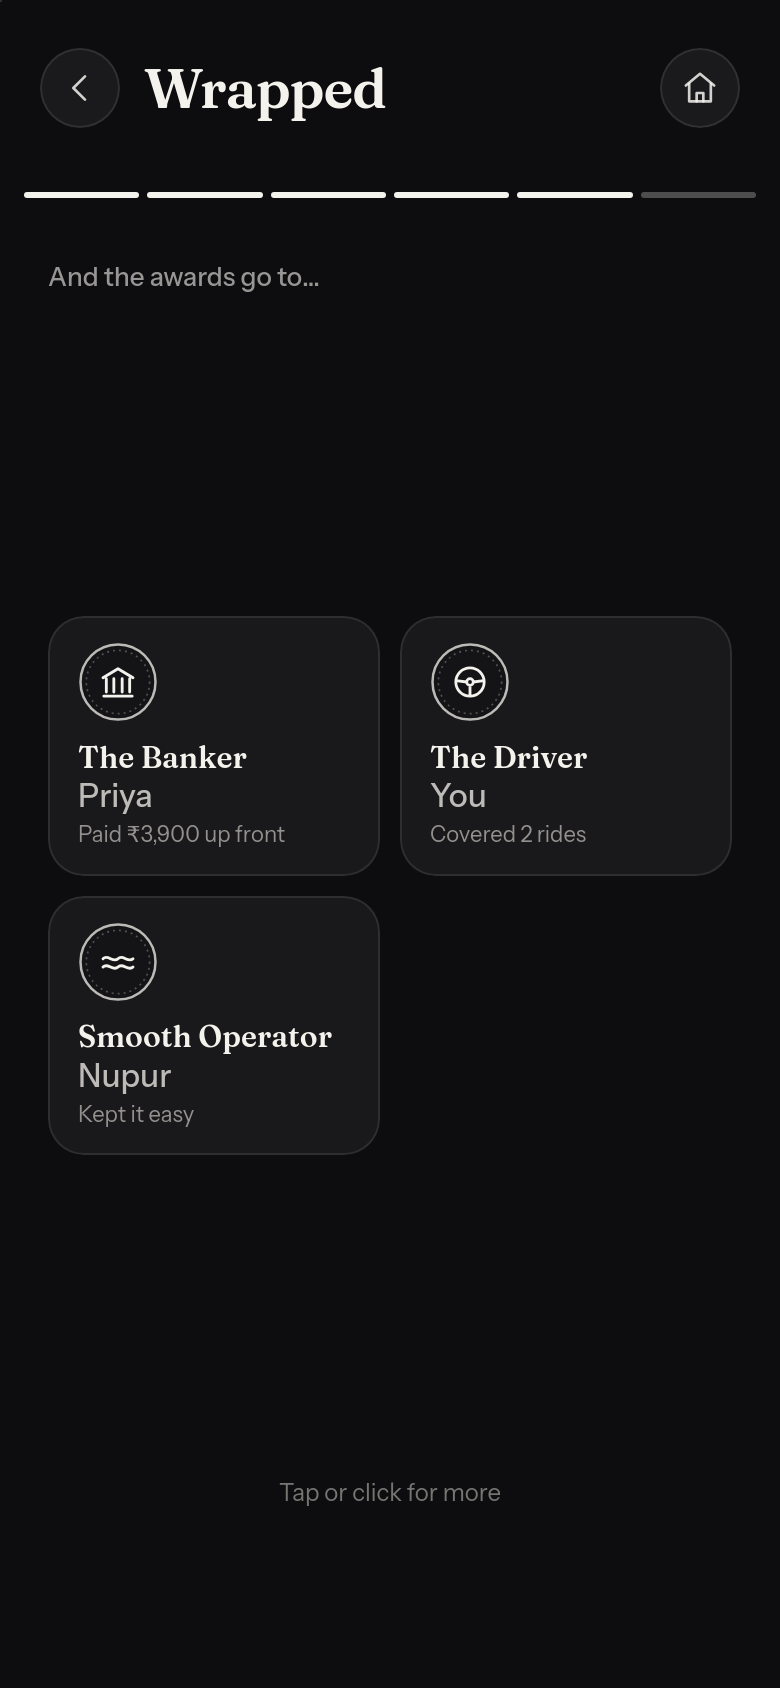 Wrapped
And the awards go to...
The Banker
Priya
Paid ₹3,900 up front
The Driver
You
Covered 2 rides
Smooth Operator
Nupur
Kept it easy
Tap or click for more